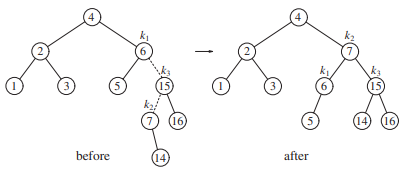 4 4
k₁ k₂
2 6 2 7
k₃ k₁ k₃
1 3 5 15 1 3 6 15
k₂
7 16 5 14 16
14
before after